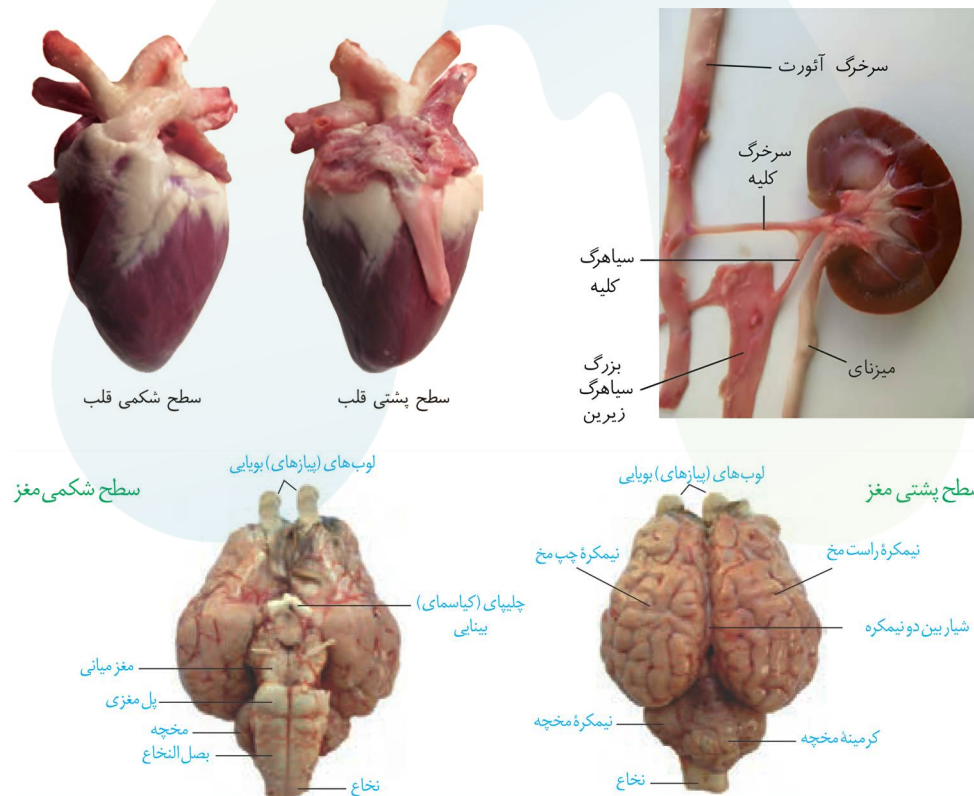 سرخرگ آئورت
سرخرگ
کلیه
سیاهرگ
کلیه
بزرگ
سیاهرگ
زیرین
میزنای
سطح پشتی قلب
سطح شکمی قلب
سطح پشتی مغز
لوب‌های (پیازهای) بویایی
نیمکرهٔ راست مخ
نیمکرهٔ چپ مخ
شیار بین دو نیمکره
نیمکرهٔ مخچه
کرمینهٔ مخچه
نخاع
سطح شکمی مغز
لوب‌های (پیازهای) بویایی
چلیپای (کیاسمای)
بینایی
مغز میانی
پل مغزی
مخچه
بصل النخاع
نخاع